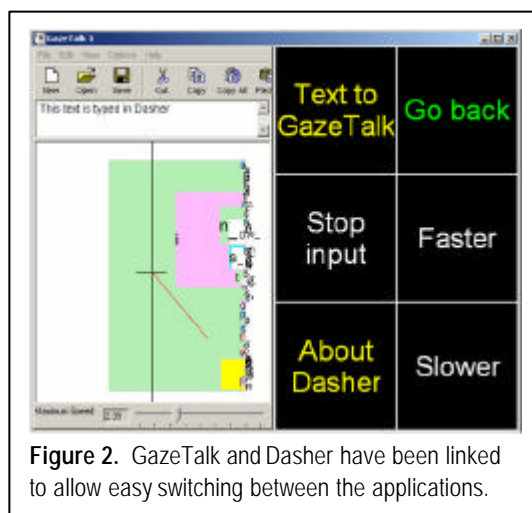 GazeTalk 5
File Edit View Options Help
New Open Save Cut Copy Copy All
This text is typed in Dasher
i
n
Maximum Speed:
Text to
GazeTalk
Go back
Stop
input
Faster
About
Dasher
Slower
Figure 2. GazeTalk and Dasher have been linked
to allow easy switching between the applications.